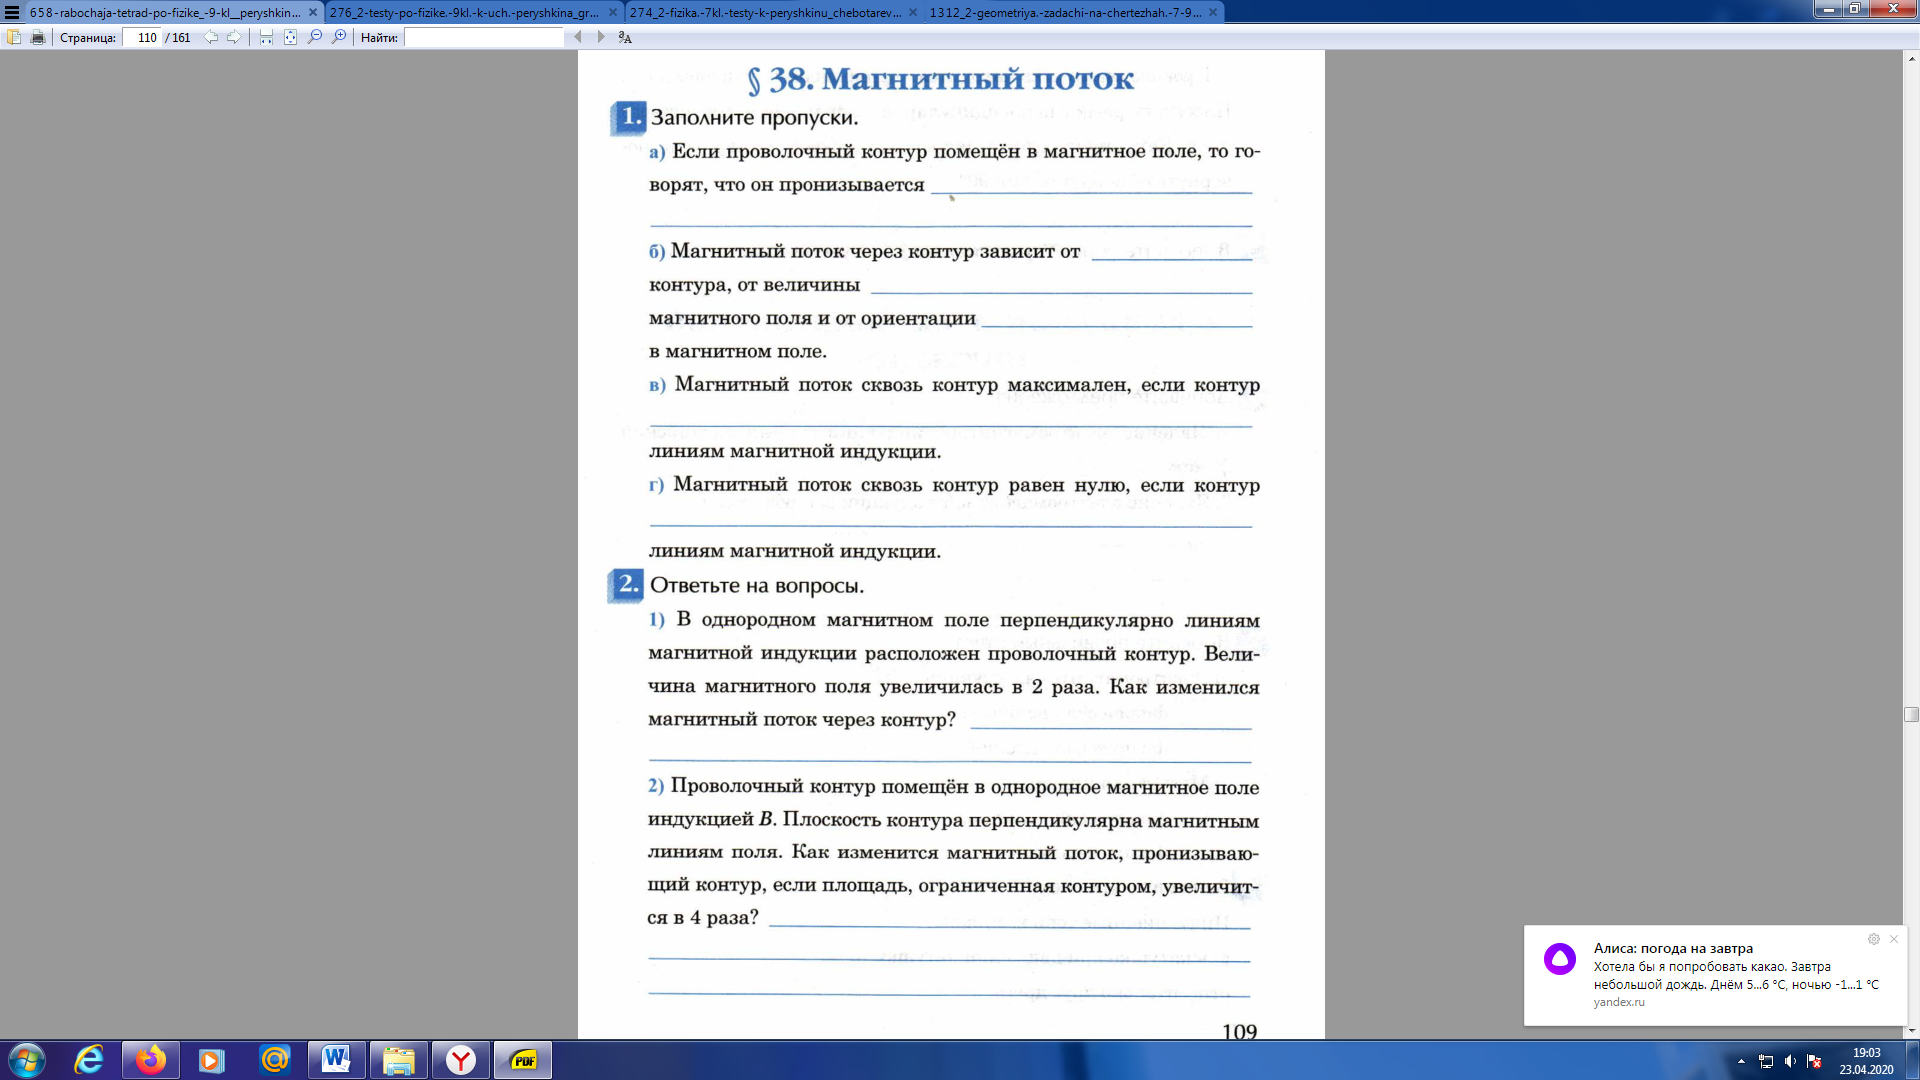 658-rabochaja-tetrad-po-fizike_-9-kl__peryshkin...
276_2-testy-po-fizike.-9kl.-k-uch.-peryshkina_gr...
274_2-fizika.-7kl.-testy-k-peryshkinu_chebotarev...
1312_2-geometriya.-zadachi-na-chertezhah.-7-9...
Страница: 110 / 161 Найти:
§ 38. Магнитный поток
1. Заполните пропуски.
а) Если проволочный контур помещён в магнитное поле, то го-
ворят, что он пронизывается
б) Магнитный поток через контур зависит от
контура, от величины
магнитного поля и от ориентации
в магнитном поле.
в) Магнитный поток сквозь контур максимален, если контур
линиям магнитной индукции.
г) Магнитный поток сквозь контур равен нулю, если контур
линиям магнитной индукции.
2. Ответьте на вопросы.
1) В однородном магнитном поле перпендикулярно линиям
магнитной индукции расположен проволочный контур. Вели-
чина магнитного поля увеличилась в 2 раза. Как изменился
магнитный поток через контур?
2) Проволочный контур помещён в однородное магнитное поле
индукцией B. Плоскость контура перпендикулярна магнитным
линиям поля. Как изменится магнитный поток, пронизываю-
щий контур, если площадь, ограниченная контуром, увеличит-
ся в 4 раза?
109
Алиса: погода на завтра
Хотела бы я попробовать какао. Завтра
небольшой дождь. Днём 5...6 °C, ночью -1...1 °C
yandex.ru
PDF
19:03
23.04.2020